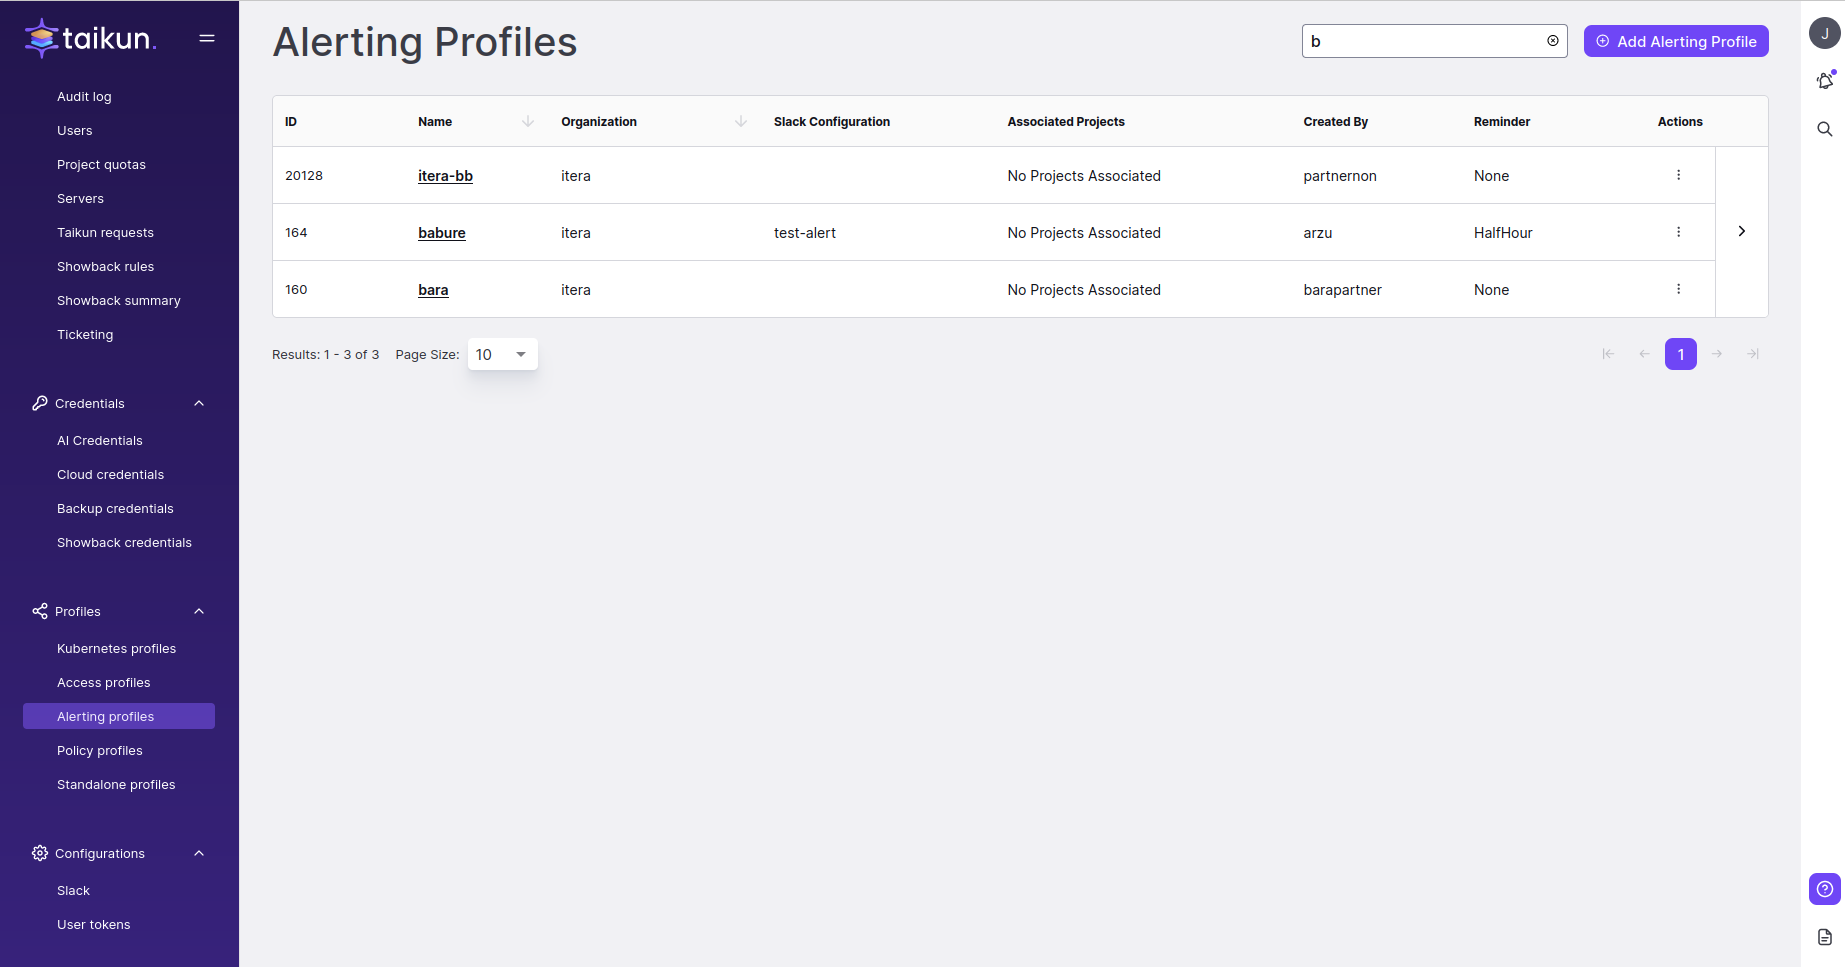 taikun.
Audit log
Users
Project quotas
Servers
Taikun requests
Showback rules
Showback summary
Ticketing
Credentials
AI Credentials
Cloud credentials
Backup credentials
Showback credentials
Profiles
Kubernetes profiles
Access profiles
Alerting profiles
Policy profiles
Standalone profiles
Configurations
Slack
User tokens
Alerting Profiles
b
Add Alerting Profile
ID Name Organization Slack Configuration Associated Projects Created By Reminder Actions
20128 itera-bb itera No Projects Associated partnernon None
164 babure itera test-alert No Projects Associated arzu HalfHour
160 bara itera No Projects Associated barapartner None
Results: 1 - 3 of 3 Page Size: 10 1
J